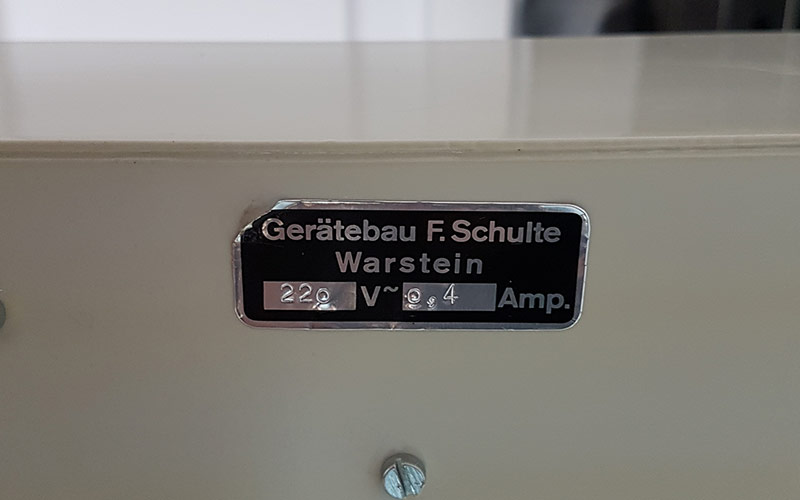 Gerätebau F. Schulte
Warstein
220 V~ 0,4 Amp.